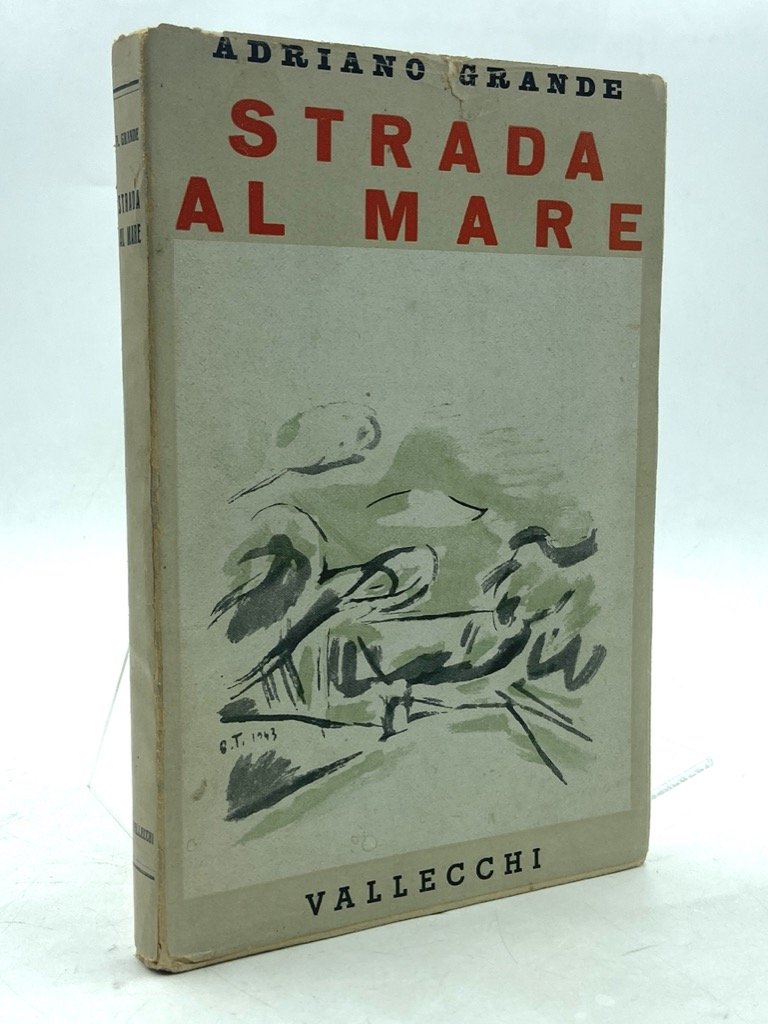 ADRIANO GRANDE
STRADA
AL MARE
G.T. 1943
VALLECCHI
A. GRANDE
STRADA
AL MARE
VALLECCHI